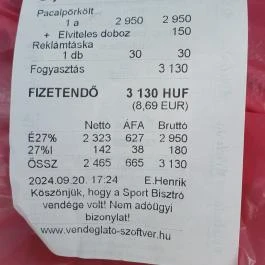 Pacalpörkölt
1 a 2 950 2 950
+ Elviteles doboz 150
Reklámtáska
1 db 30 30
Fogyasztás 3 130
FIZETENDŐ 3 130 HUF
(8,69 EUR)
Nettó ÁFA Bruttó
É27% 2 323 627 2 950
27%I 142 38 180
ÖSSZ 2 465 665 3 130
2024.09.20. 17:24 E.Henrik
Köszönjük, hogy a Sport Bisztró
vendége volt! Nem adóügyi
bizonylat!
www.vendeglato-szoftver.hu